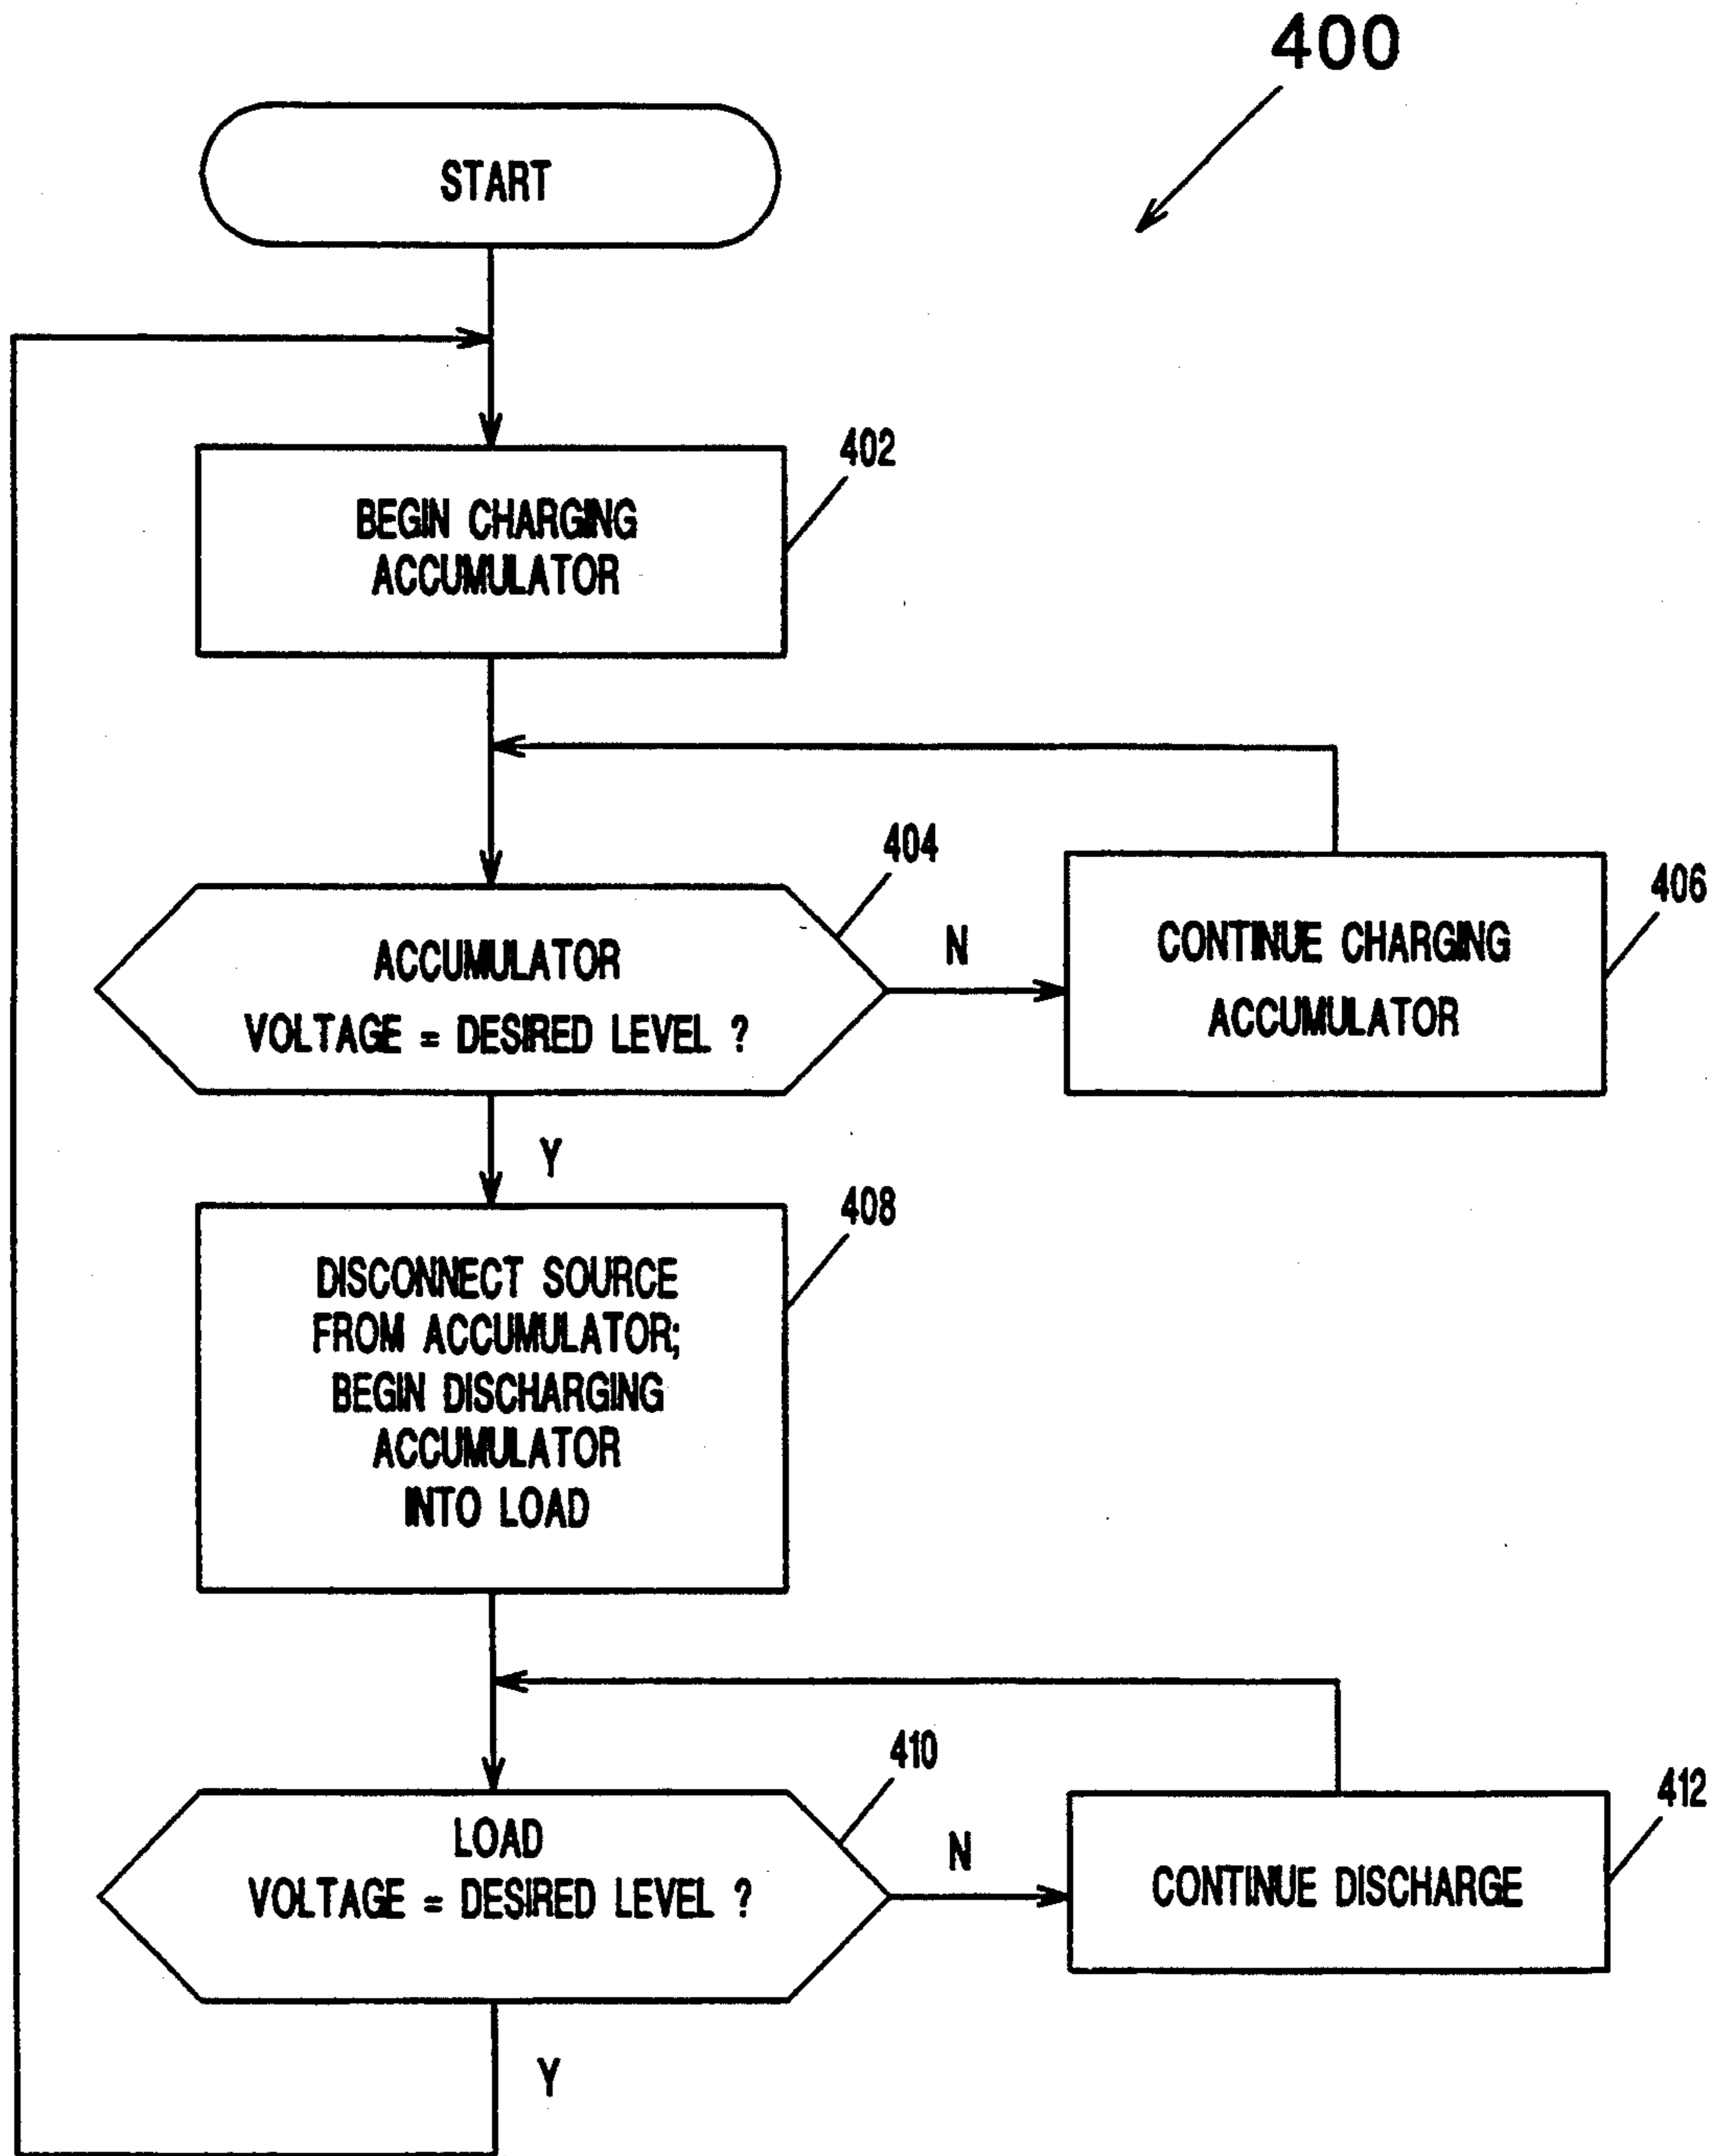 400
START
402
BEGIN CHARGING
ACCUMULATOR
404
ACCUMULATOR
VOLTAGE = DESIRED LEVEL ?
N
406
CONTINUE CHARGING
ACCUMULATOR
Y
408
DISCONNECT SOURCE
FROM ACCUMULATOR;
BEGIN DISCHARGING
ACCUMULATOR
INTO LOAD
410
LOAD
VOLTAGE = DESIRED LEVEL ?
N
412
CONTINUE DISCHARGE
Y